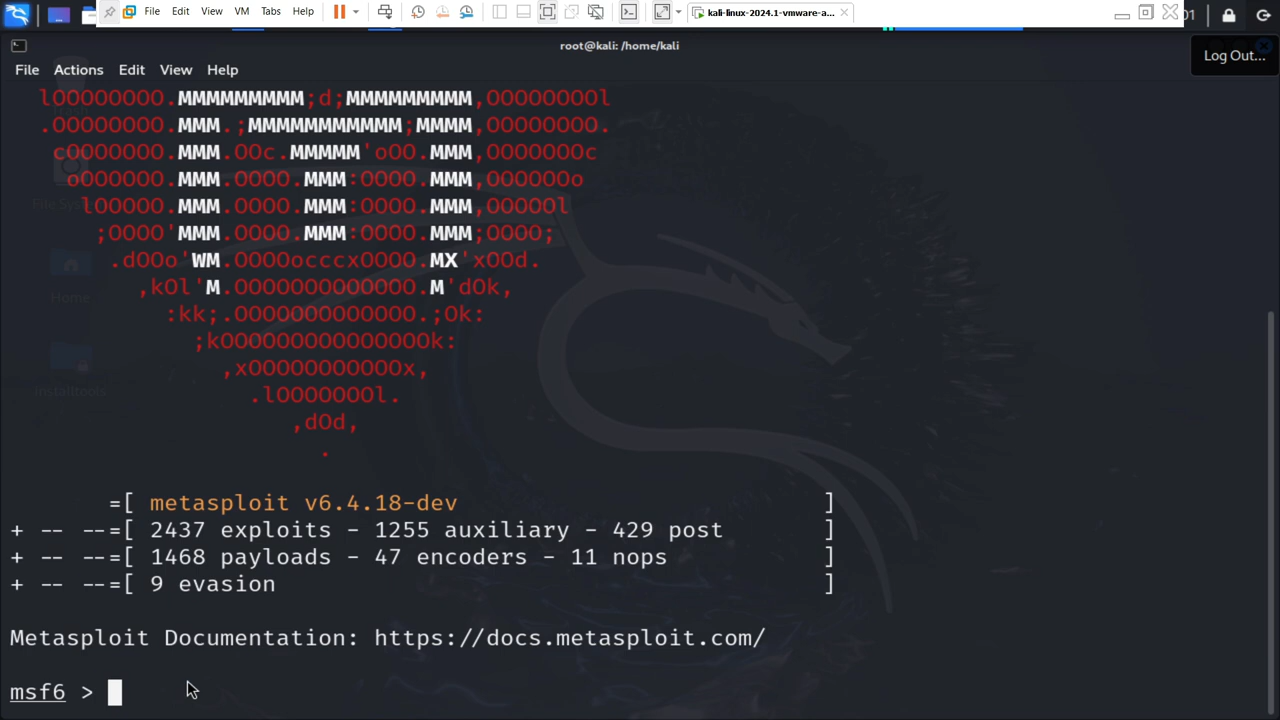 File Edit View VM Tabs Help
kali-linux-2024.1-vmware-a...
root@kali: /home/kali
Log Out...
File Actions Edit View Help
lOOOOOOOO.MMMMMMMMM;d;MMMMMMMMM,OOOOOOOOl
.OOOOOOOO.MMM.;MMMMMMMMMMM;MMMM,OOOOOOOO.
cOOOOOOO.MMM.OOc.MMMMM'oOO.MMM,OOOOOOOc
oOOOOOO.MMM.OOOO.MMM:OOOO.MMM,OOOOOOo
lOOOOO.MMM.OOOO.MMM:OOOO.MMM,OOOOOl
;OOOO'MMM.OOOO.MMM:OOOO.MMM;OOOO;
.dOOo'WM.OOOOocccxOOOO.MX'xOOd.
,kOl'M.OOOOOOOOOOOOO.M'dOk,
:kk;.OOOOOOOOOOOOO.;Ok:
;kOOOOOOOOOOOOOOOk:
,xOOOOOOOOOOOx,
.lOOOOOOOl.
,dOd,
.
File System
Home
installtools
=[ metasploit v6.4.18-dev ]
+ -- --=[ 2437 exploits - 1255 auxiliary - 429 post ]
+ -- --=[ 1468 payloads - 47 encoders - 11 nops ]
+ -- --=[ 9 evasion ]
Metasploit Documentation: https://docs.metasploit.com/
msf6 >